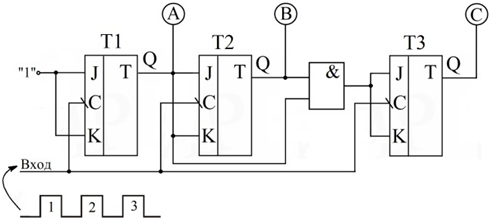 A B C
T1 T2 T3
"1" J T Q J T Q & J T Q
C C C
K K K
Вход
1 2 3